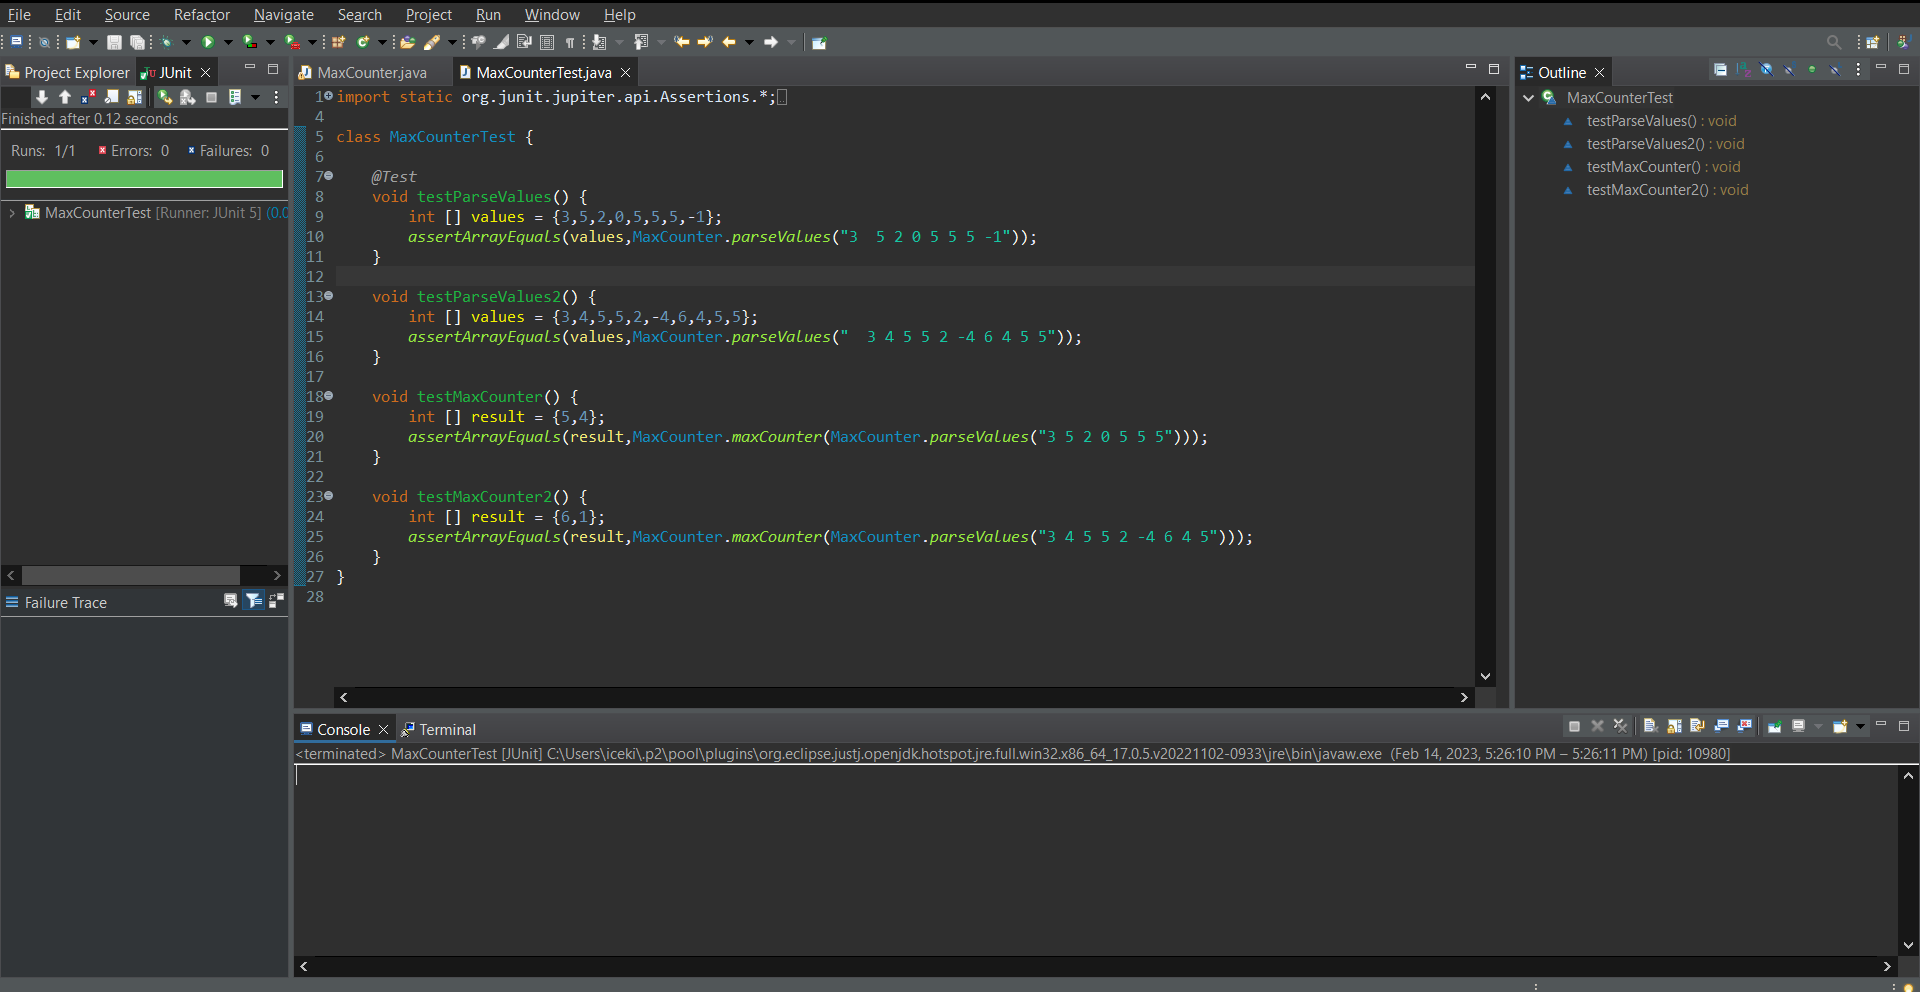 File Edit Source Refactor Navigate Search Project Run Window Help
Project Explorer JUnit
Finished after 0.12 seconds
Runs: 1/1 Errors: 0 Failures: 0
MaxCounterTest [Runner: JUnit 5] (0.0
Failure Trace
MaxCounter.java MaxCounterTest.java
1 import static org.junit.jupiter.api.Assertions.*;
4
5 class MaxCounterTest {
6
7 @Test
8 void testParseValues() {
9 int [] values = {3,5,2,0,5,5,5,-1};
10 assertArrayEquals(values,MaxCounter.parseValues("3  5 2 0 5 5 5 -1"));
11 }
12
13 void testParseValues2() {
14 int [] values = {3,4,5,5,2,-4,6,4,5,5};
15 assertArrayEquals(values,MaxCounter.parseValues("  3 4 5 5 2 -4 6 4 5 5"));
16 }
17
18 void testMaxCounter() {
19 int [] result = {5,4};
20 assertArrayEquals(result,MaxCounter.maxCounter(MaxCounter.parseValues("3 5 2 0 5 5 5")));
21 }
22
23 void testMaxCounter2() {
24 int [] result = {6,1};
25 assertArrayEquals(result,MaxCounter.maxCounter(MaxCounter.parseValues("3 4 5 5 2 -4 6 4 5")));
26 }
27 }
28
Outline
MaxCounterTest
testParseValues() : void
testParseValues2() : void
testMaxCounter() : void
testMaxCounter2() : void
Console Terminal
<terminated> MaxCounterTest [JUnit] C:\Users\iceki\.p2\pool\plugins\org.eclipse.justj.openjdk.hotspot.jre.full.win32.x86_64_17.0.5.v20221102-0933\jre\bin\javaw.exe (Feb 14, 2023, 5:26:10 PM – 5:26:11 PM) [pid: 10980]